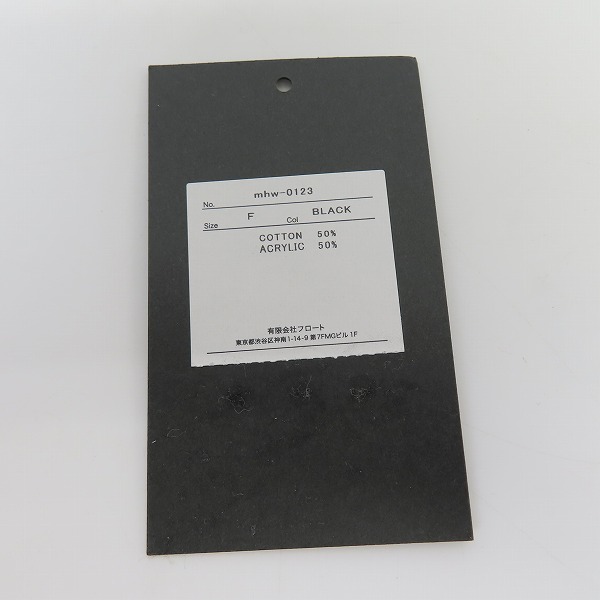 No. mhw-0123
Size F Col BLACK
COTTON 50%
ACRYLIC 50%
有限会社フロート
東京都渋谷区神南1-14-9 第7FMGビル 1F